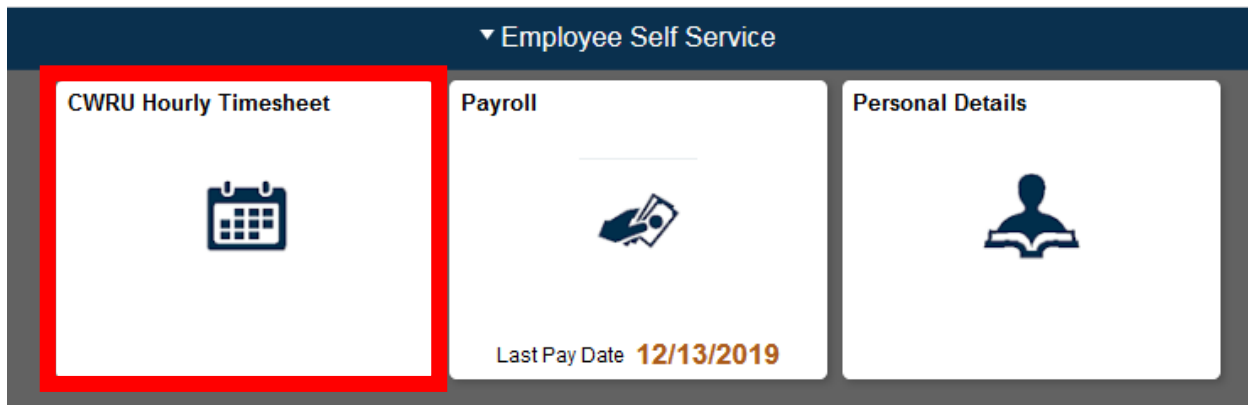 Employee Self Service
CWRU Hourly Timesheet
Payroll
Last Pay Date 12/13/2019
Personal Details